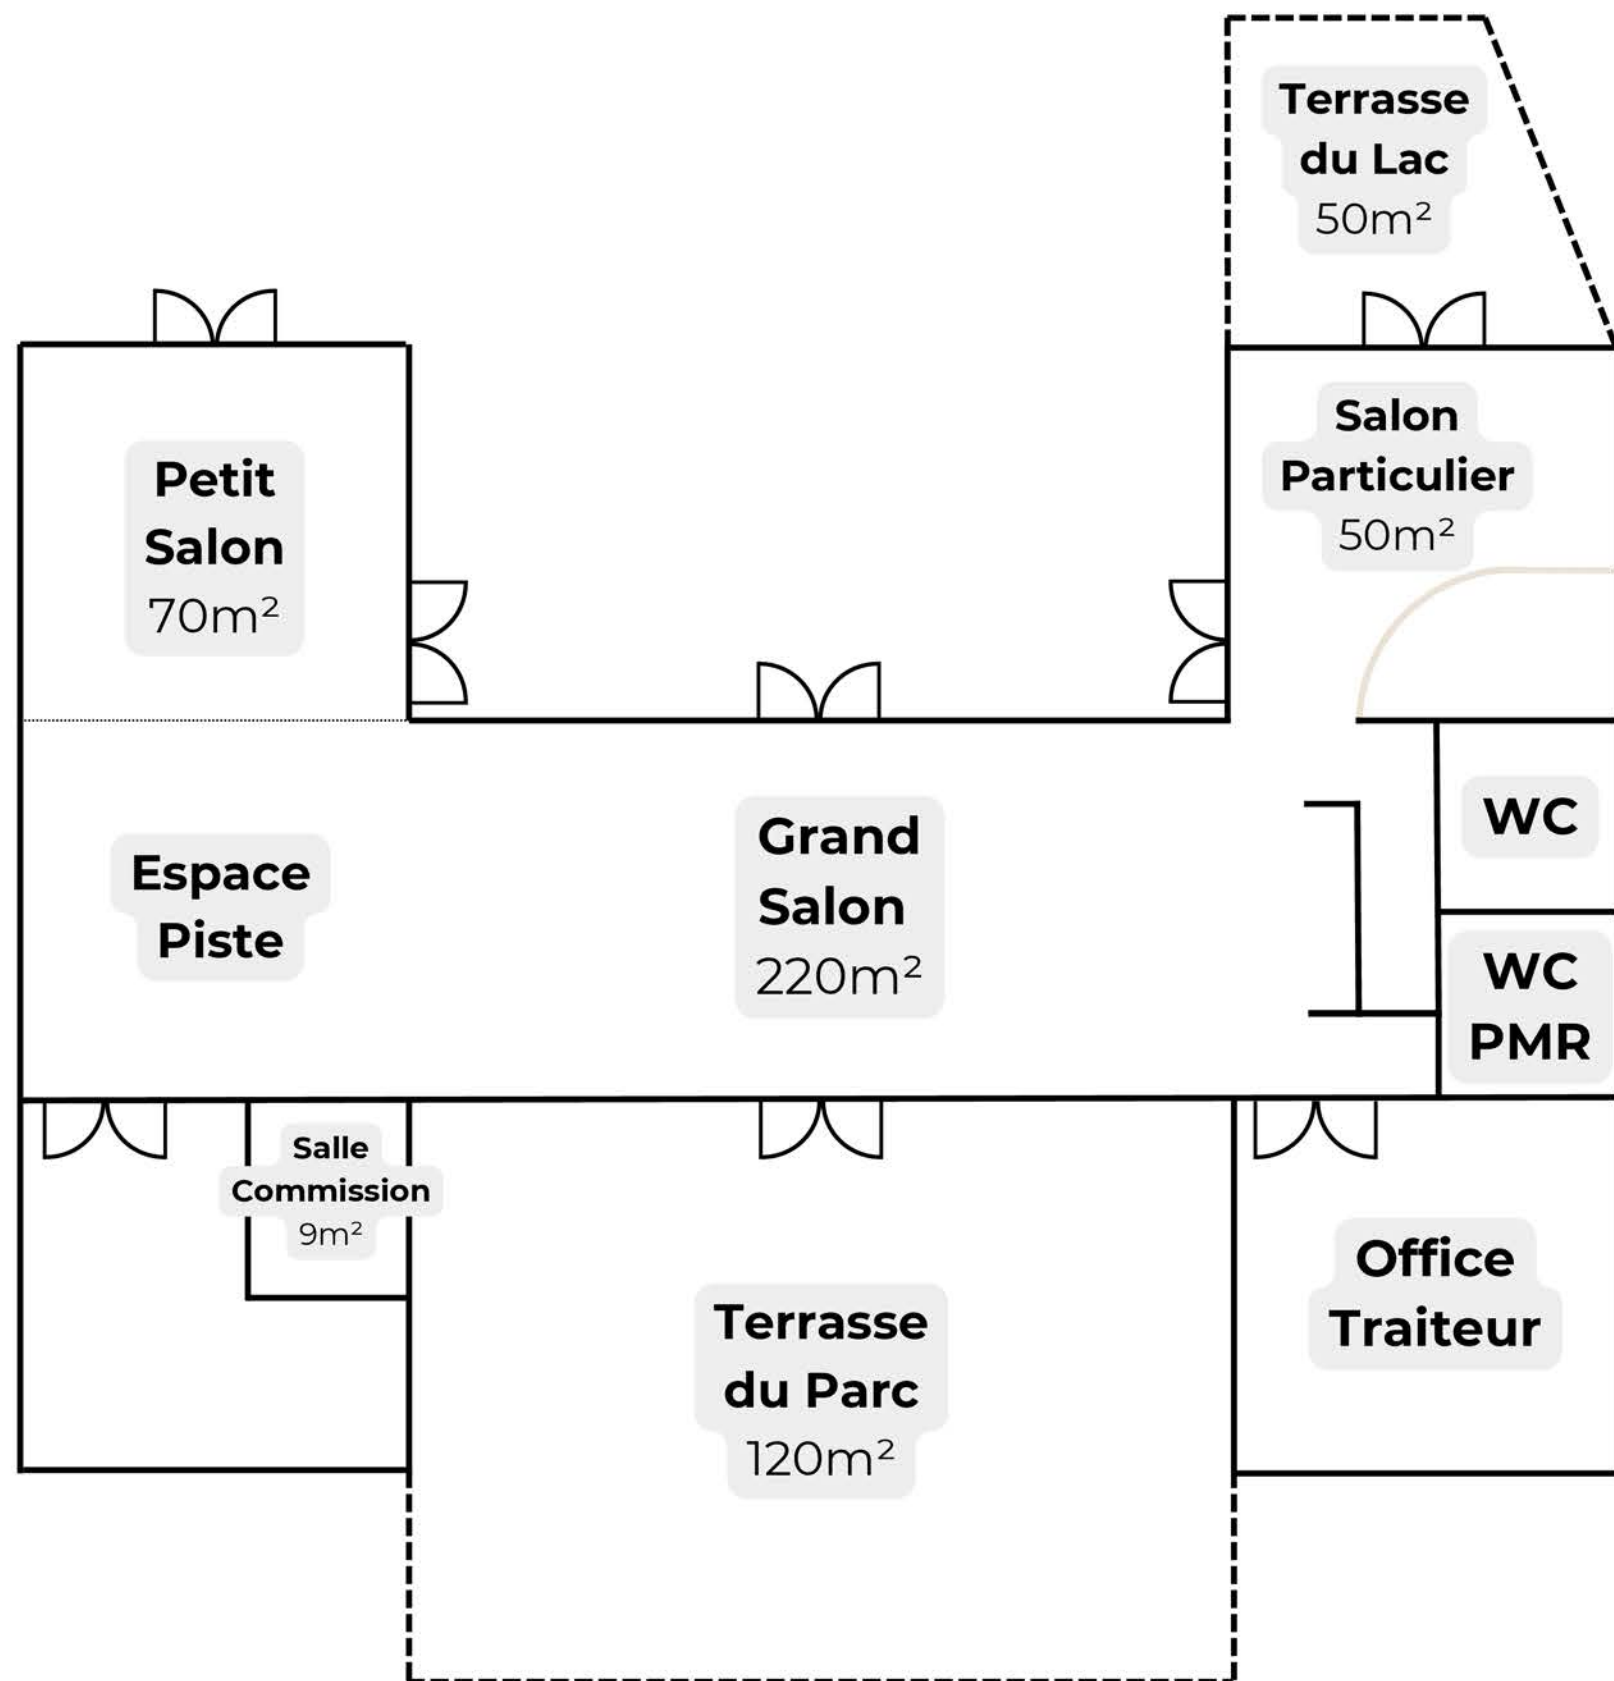 Terrasse
du Lac
50m²
Salon
Particulier
50m²
Petit
Salon
70m²
Espace
Piste
Grand
Salon
220m²
WC
WC
PMR
Salle
Commission
9m²
Terrasse
du Parc
120m²
Office
Traiteur